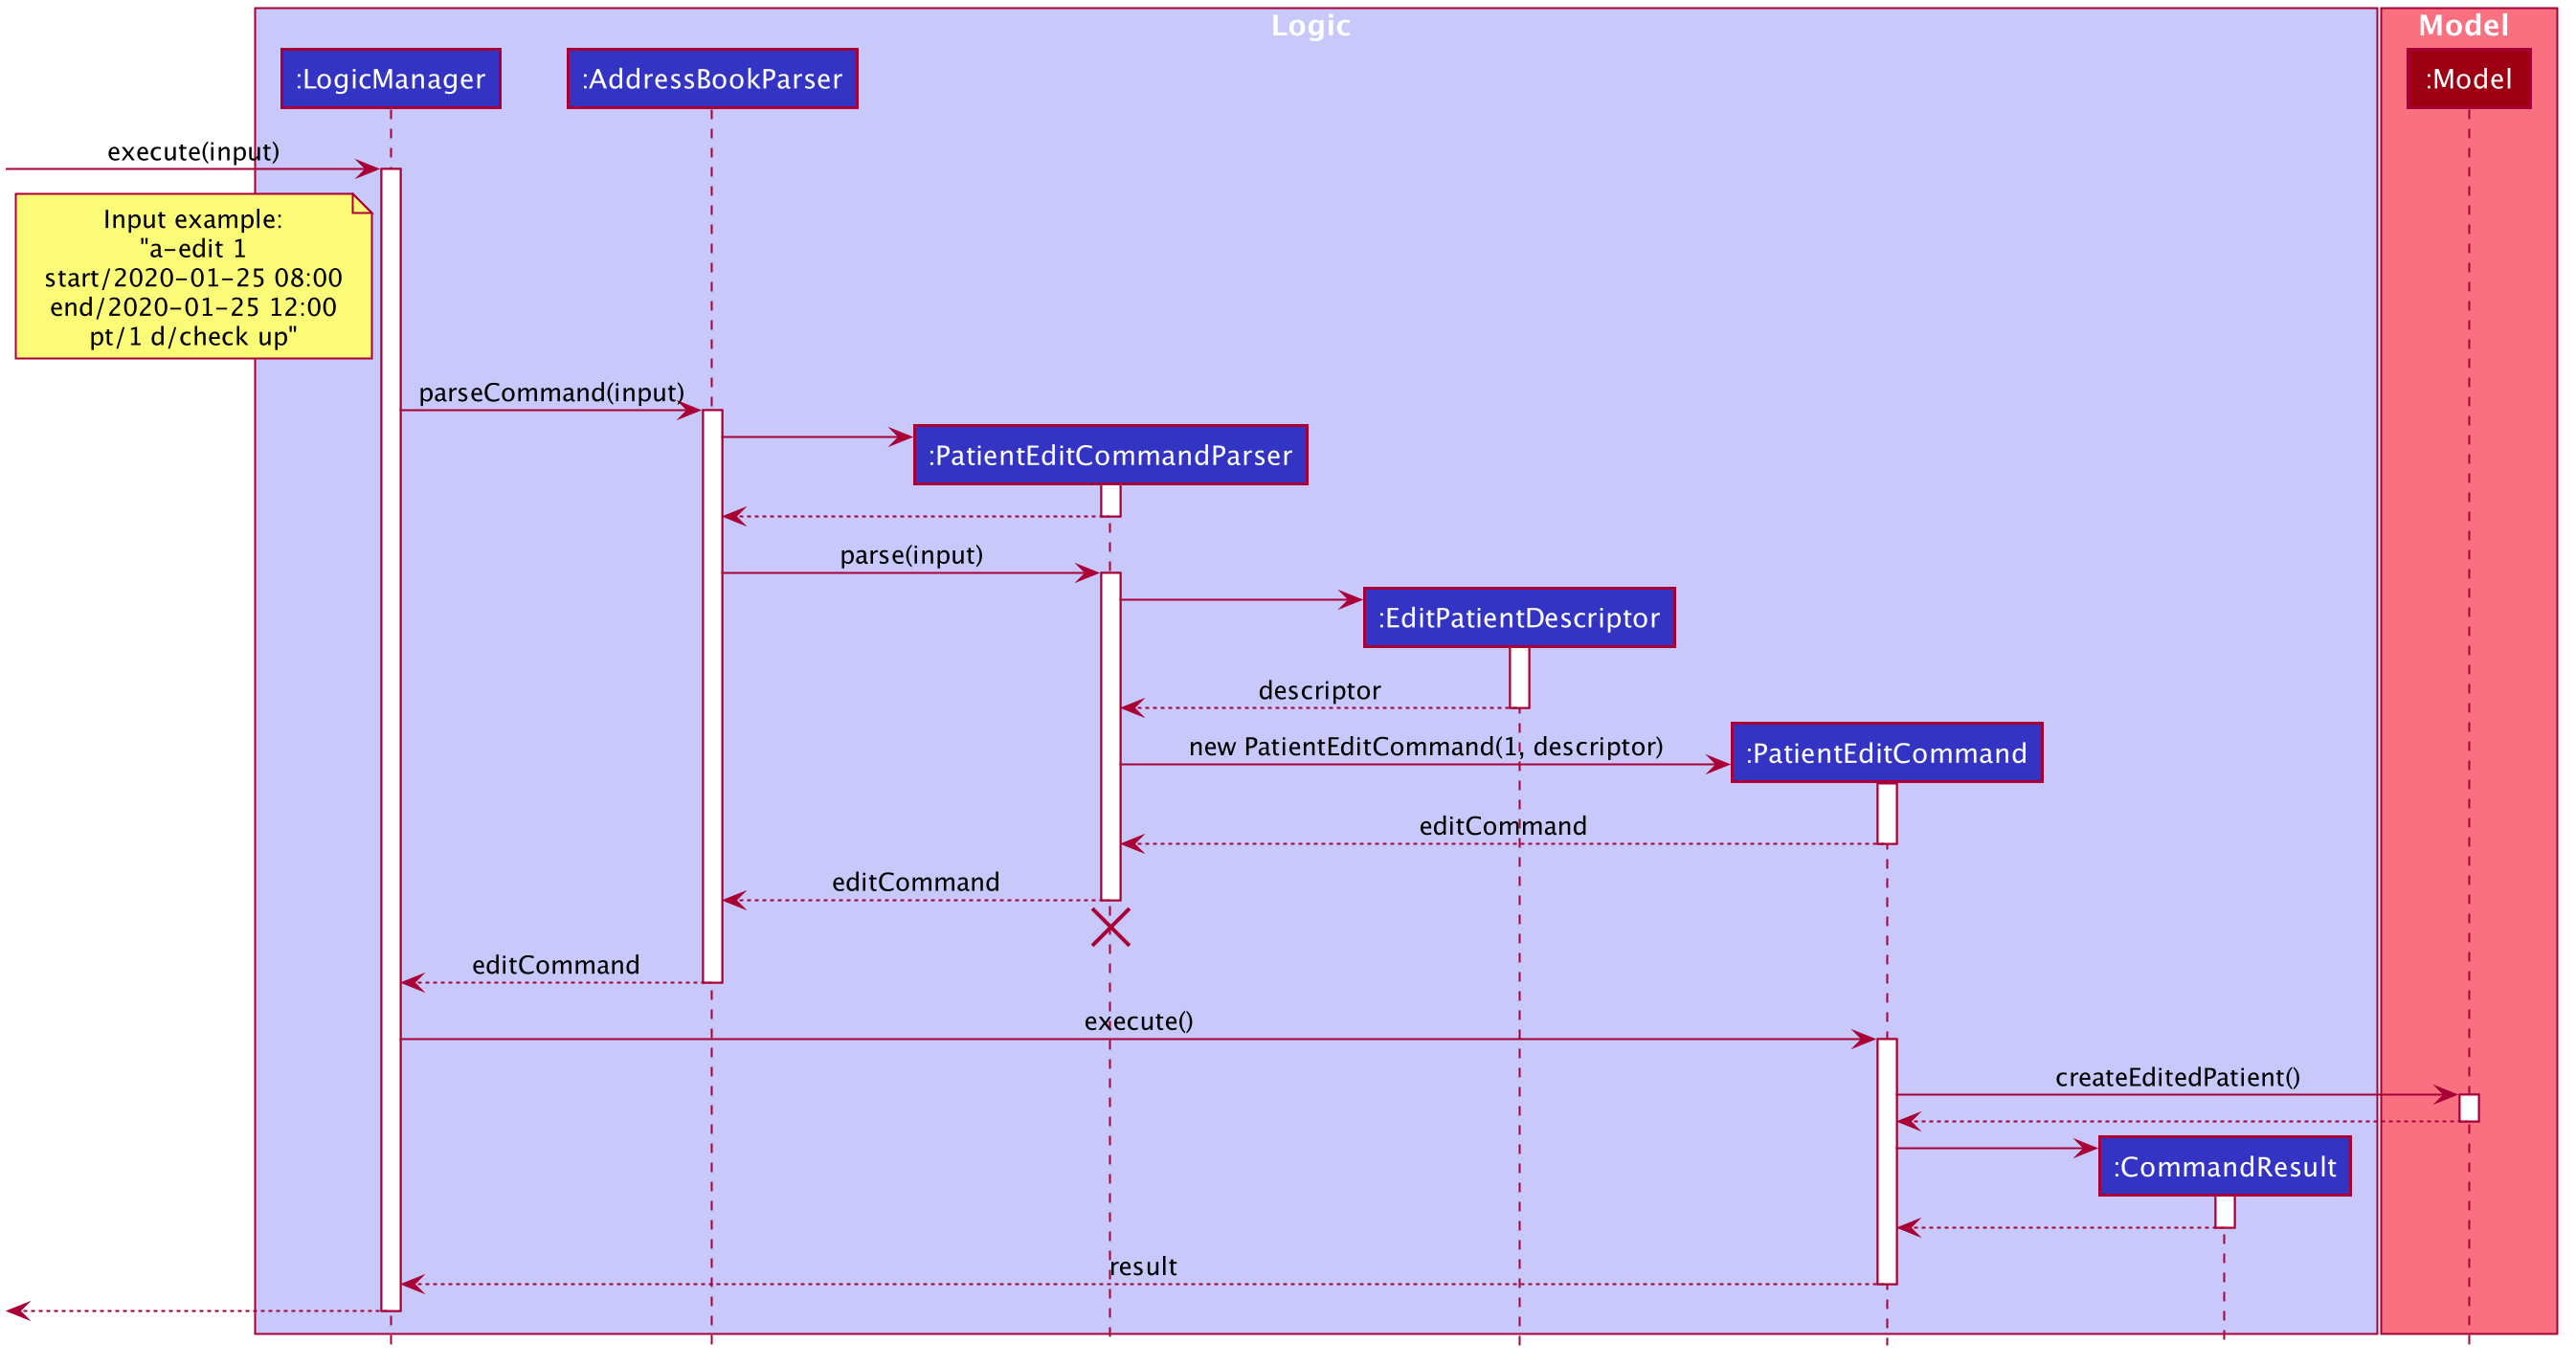 Logic
Model
:LogicManager
:AddressBookParser
:Model
execute(input)
Input example:
"a-edit 1
start/2020-01-25 08:00
end/2020-01-25 12:00
pt/1 d/check up"
parseCommand(input)
:PatientEditCommandParser
parse(input)
:EditPatientDescriptor
descriptor
new PatientEditCommand(1, descriptor)
:PatientEditCommand
editCommand
editCommand
editCommand
execute()
createEditedPatient()
:CommandResult
result